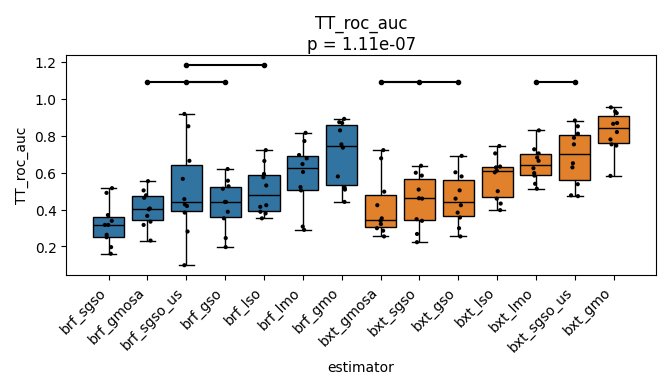 TT_roc_auc
p = 1.11e-07
TT_roc_auc
1.2
1.0
0.8
0.6
0.4
0.2
brf_sgso
brf_gmosa
brf_sgso_us
brf_gso
brf_lso
brf_lmo
brf_gmo
bxt_gmosa
bxt_sgso
bxt_gso
bxt_lso
bxt_lmo
bxt_sgso_us
bxt_gmo
estimator